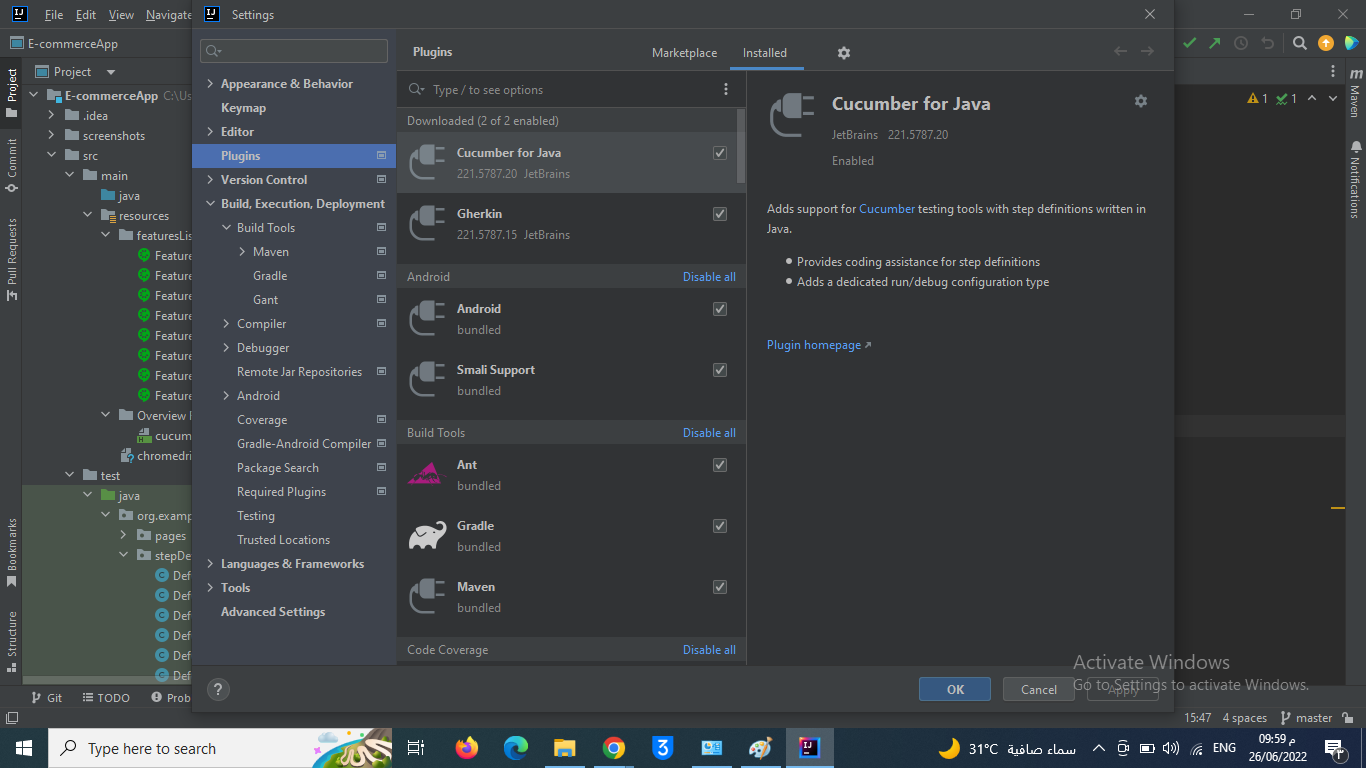 File Edit View Navigate
Settings
E-commerceApp
Project
E-commerceApp C:\Us
.idea
screenshots
src
main
java
resources
featuresLis
Feature
Feature
Feature
Feature
Feature
Feature
Feature
Feature
Overview
cucum
chromedri
test
java
org.examp
pages
stepDe
Def
Def
Def
Def
Def
Def
Project
Commit
Pull Requests
Bookmarks
Structure
Appearance & Behavior
Keymap
Editor
Plugins
Version Control
Build, Execution, Deployment
Build Tools
Maven
Gradle
Gant
Compiler
Debugger
Remote Jar Repositories
Android
Coverage
Gradle-Android Compiler
Package Search
Required Plugins
Testing
Trusted Locations
Languages & Frameworks
Tools
Advanced Settings
Plugins
Marketplace
Installed
Type / to see options
Downloaded (2 of 2 enabled)
Cucumber for Java
221.5787.20 JetBrains
Gherkin
221.5787.15 JetBrains
Android Disable all
Android
bundled
Smali Support
bundled
Build Tools Disable all
Ant
bundled
Gradle
bundled
Maven
bundled
Code Coverage Disable all
Cucumber for Java
JetBrains 221.5787.20
Enabled
Adds support for Cucumber testing tools with step definitions written in
Java.
Provides coding assistance for step definitions
Adds a dedicated run/debug configuration type
Plugin homepage
1 1
m
Maven
Notifications
?
OK
Cancel
Apply
Activate Windows
Go to Settings to activate Windows.
Git TODO Prob
15:47 4 spaces master
Type here to search
3
31°C سماء صافية
ENG
09:59 م
26/06/2022